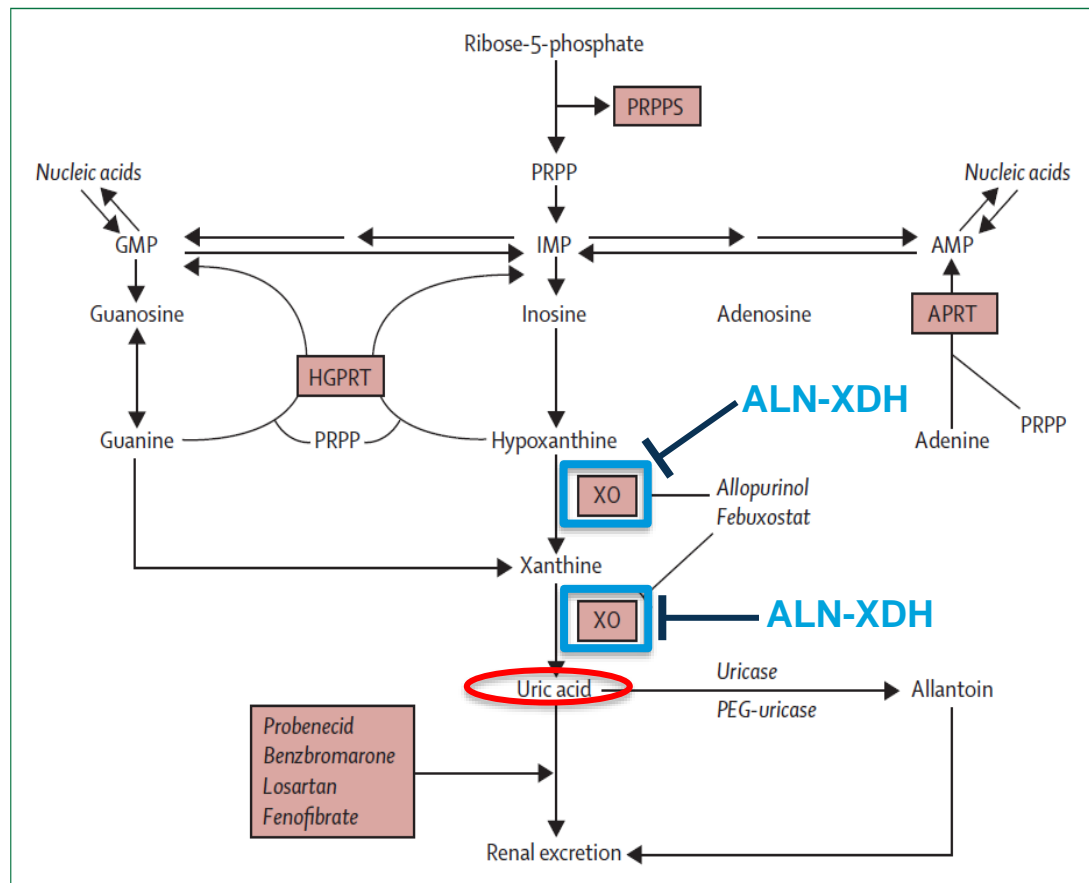 Ribose-5-phosphate
PRPPS
Nucleic acids
PRPP
Nucleic acids
GMP
IMP
AMP
Guanosine
Inosine
Adenosine
APRT
HGPRT
ALN-XDH
Guanine
PRPP
Hypoxanthine
Adenine
PRPP
XO
Allopurinol
Febuxostat
Xanthine
XO
ALN-XDH
Uric acid
Uricase
PEG-uricase
Allantoin
Probenecid
Benzbromarone
Losartan
Fenofibrate
Renal excretion